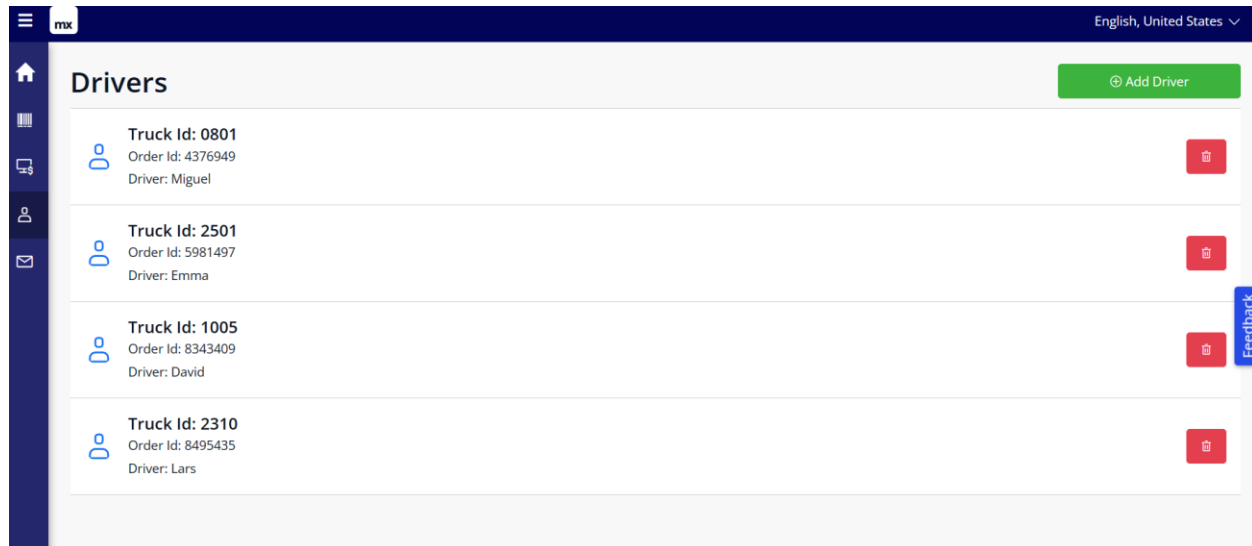 mx
English, United States
Drivers
Add Driver
Truck Id: 0801
Order Id: 4376949
Driver: Miguel
Truck Id: 2501
Order Id: 5981497
Driver: Emma
Truck Id: 1005
Order Id: 8343409
Driver: David
Truck Id: 2310
Order Id: 8495435
Driver: Lars
Feedback